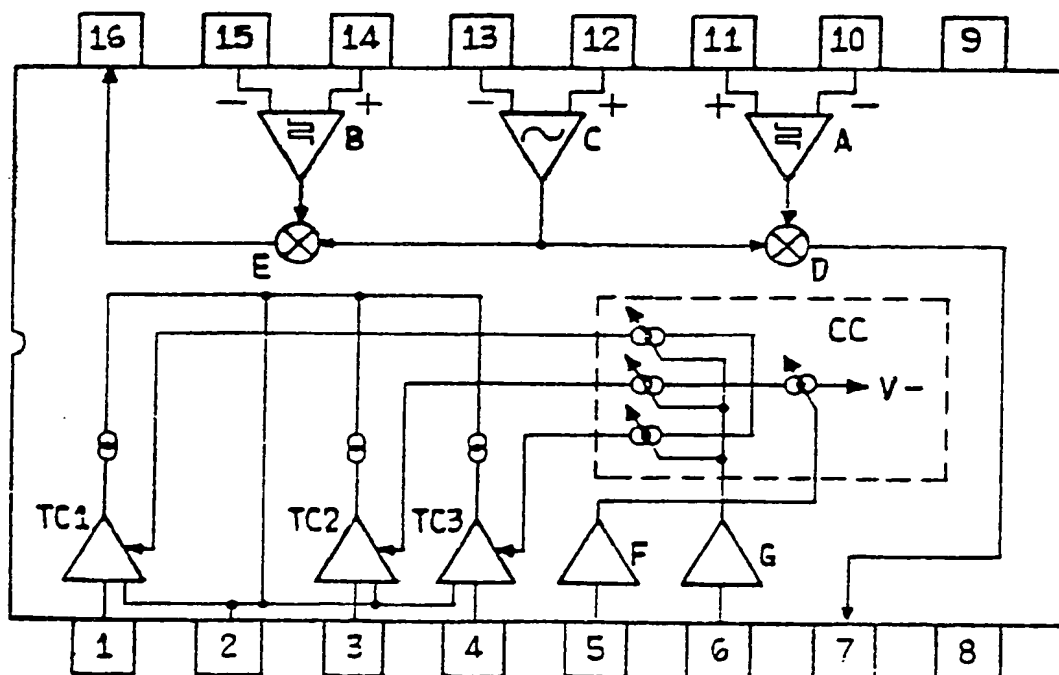 16 15 14 13 12 11 10 9
− + − + + −
B C A
E D
CC
V−
TC1 TC2 TC3 F G
1 2 3 4 5 6 7 8